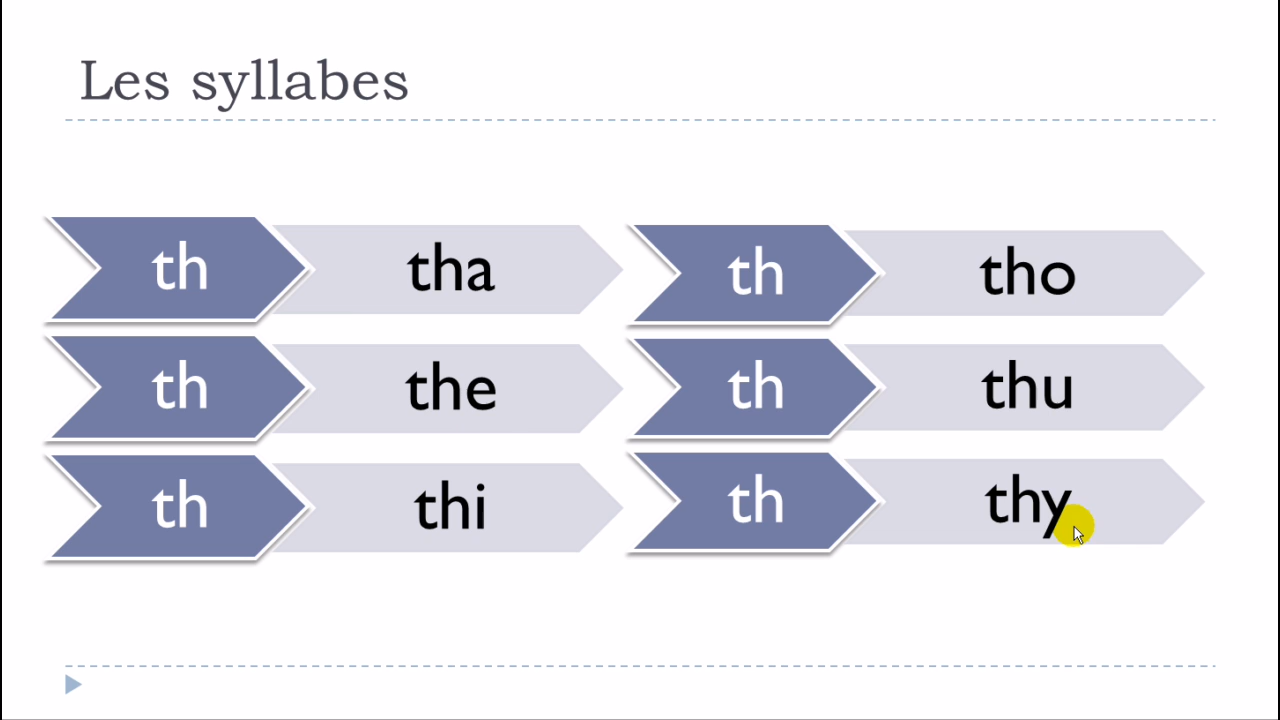 Les syllabes
th tha
th the
th thi
th tho
th thu
th thy